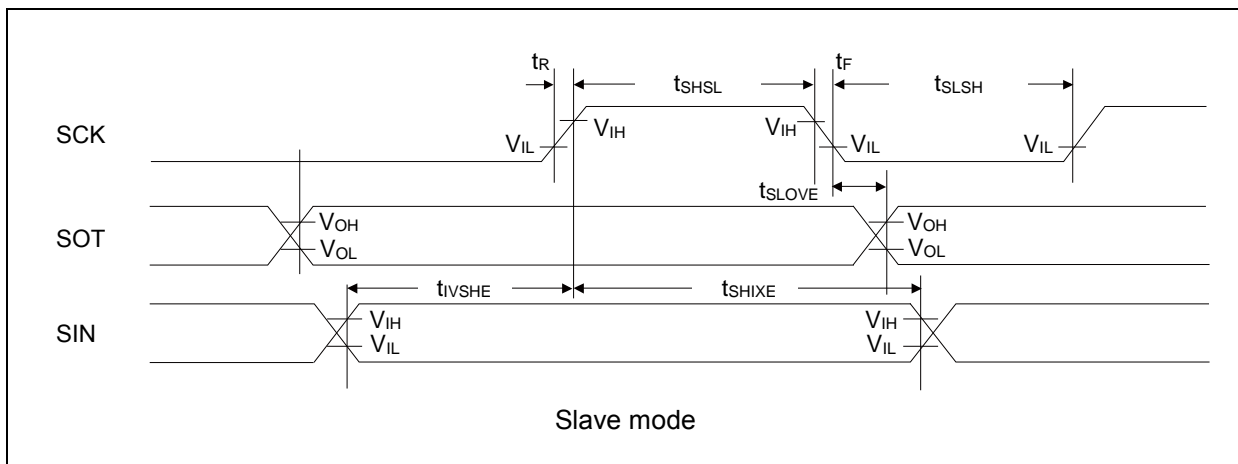 tR tF
tSHSL tSLSH
SCK VIH VIH
VIL VIL VIL
tSLOVE
SOT VOH VOH
VOL VOL
tIVSHE tSHIXE
SIN VIH VIH
VIL VIL
Slave mode